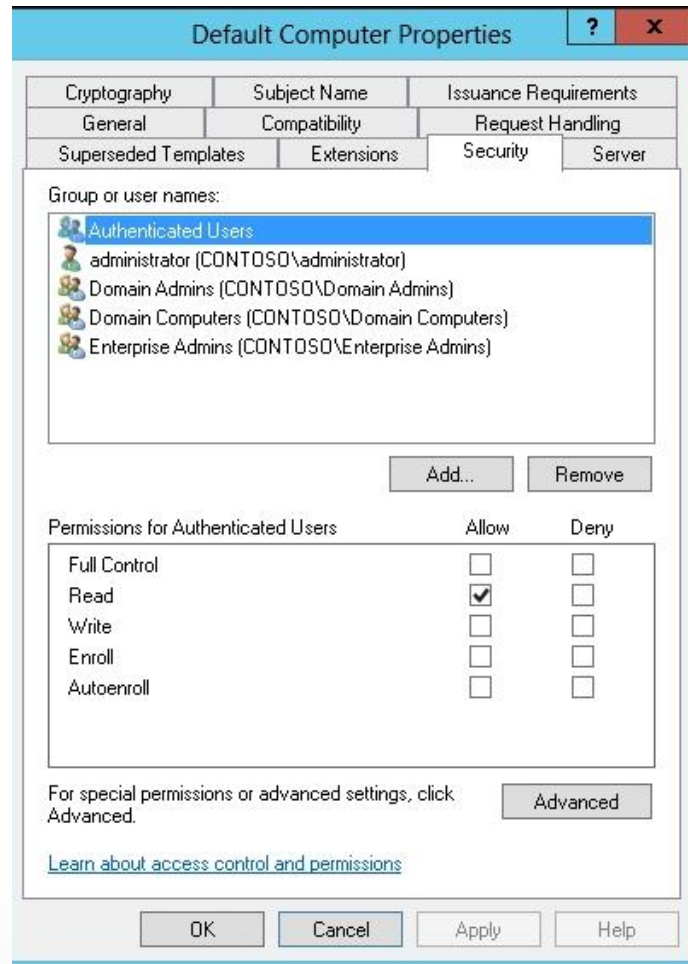 Default Computer Properties
?
x
Cryptography
Subject Name
Issuance Requirements
General
Compatibility
Request Handling
Superseded Templates
Extensions
Security
Server
Group or user names:
Authenticated Users
administrator (CONTOSO\administrator)
Domain Admins (CONTOSO\Domain Admins)
Domain Computers (CONTOSO\Domain Computers)
Enterprise Admins (CONTOSO\Enterprise Admins)
Add...
Remove
Permissions for Authenticated Users
Allow
Deny
Full Control
Read
Write
Enroll
Autoenroll
For special permissions or advanced settings, click
Advanced.
Advanced
Learn about access control and permissions
OK
Cancel
Apply
Help